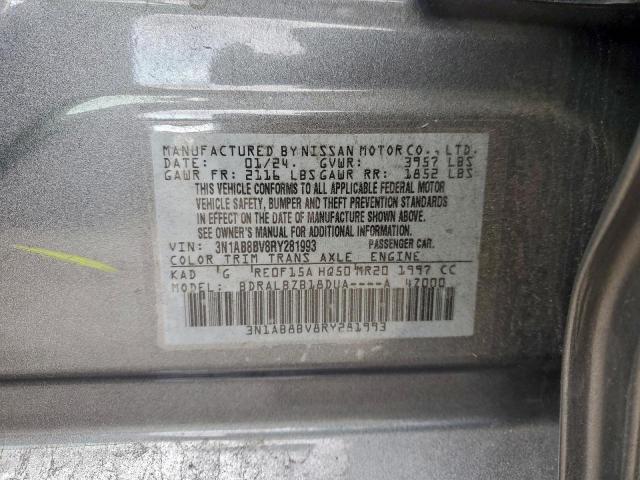 MANUFACTURED BY NISSAN MOTOR CO., LTD.
DATE: 01/24. GVWR: 3957 LBS
GAWR FR: 2116 LBS GAWR RR: 1852 LBS
THIS VEHICLE CONFORMS TO ALL APPLICABLE FEDERAL MOTOR
VEHICLE SAFETY, BUMPER AND THEFT PREVENTION STANDARDS
IN EFFECT ON THE DATE OF MANUFACTURE SHOWN ABOVE.
SEE OWNER'S MANUAL FOR ADDITIONAL INFORMATION.
VIN: 3N1AB8BV8RY281993 PASSENGER CAR.
COLOR TRIM TRANS AXLE ENGINE
KAD G RE0F15A HQ50 MR20 1997 CC
MODEL: BDRALBZB18DUA----A 47000
3N1AB8BV8RY281993